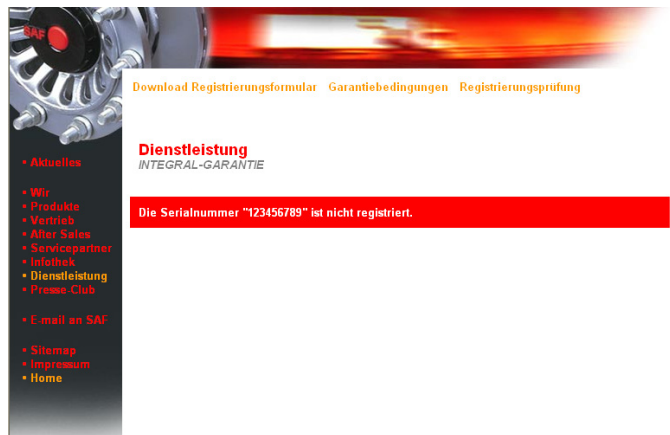 SAF
Download Registrierungsformular Garantiebedingungen Registrierungsprüfung
Dienstleistung
INTEGRAL-GARANTIE
Die Serialnummer "123456789" ist nicht registriert.
▪ Aktuelles
▪ Wir
▪ Produkte
▪ Vertrieb
▪ After Sales
▪ Servicepartner
▪ Infothek
▪ Dienstleistung
▪ Presse-Club
▪ E-mail an SAF
▪ Sitemap
▪ Impressum
▪ Home